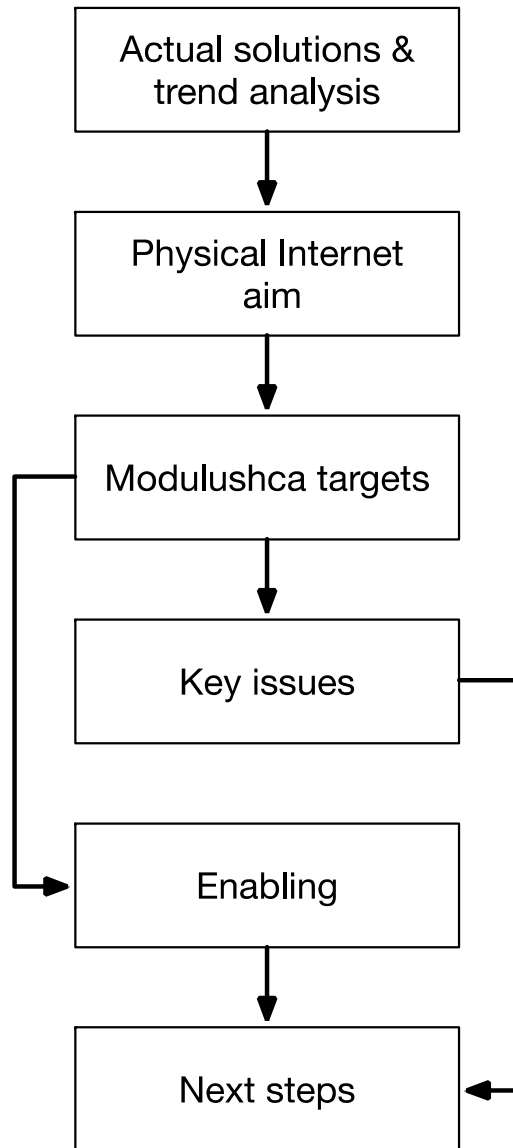 Actual solutions &
trend analysis
Physical Internet
aim
Modulushca targets
Key issues
Enabling
Next steps